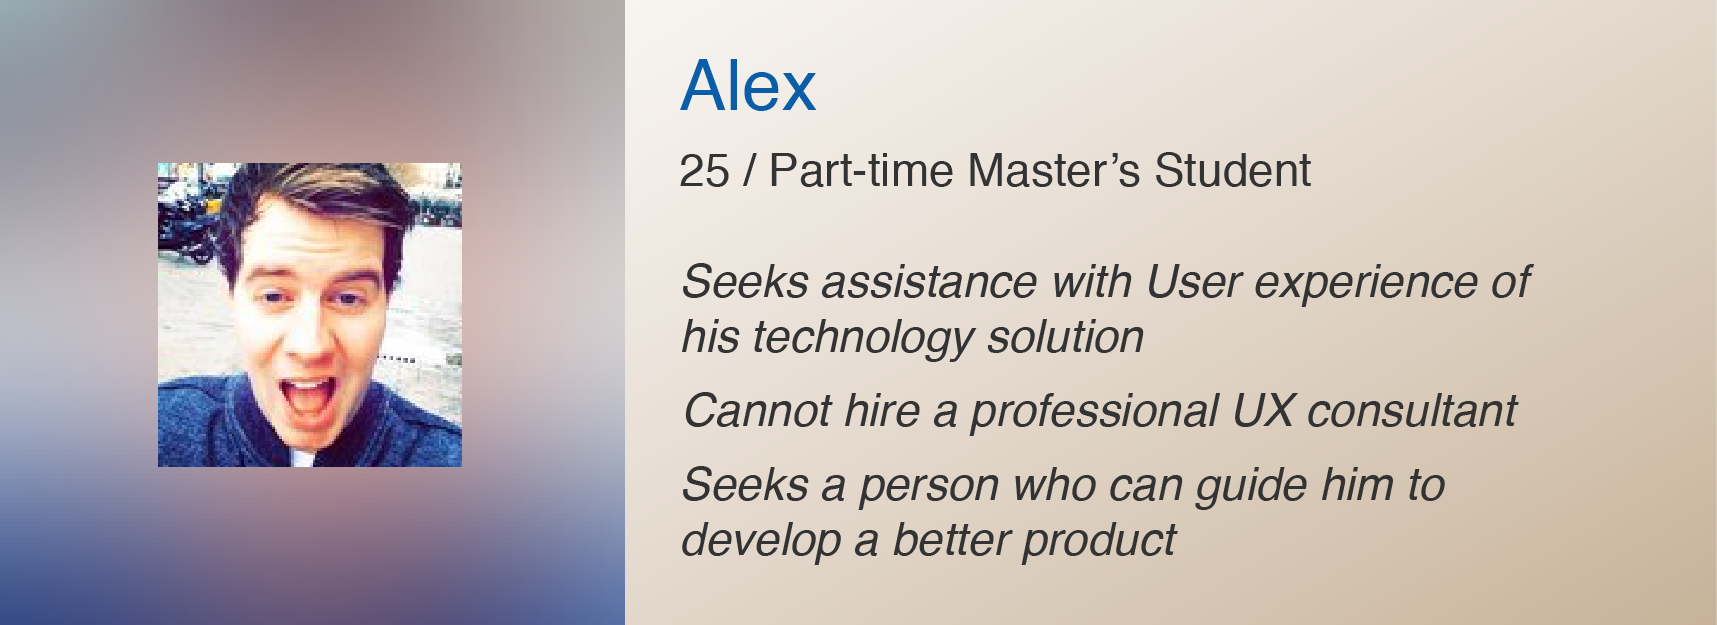 Alex
25 / Part-time Master’s Student
Seeks assistance with User experience of
his technology solution
Cannot hire a professional UX consultant
Seeks a person who can guide him to
develop a better product